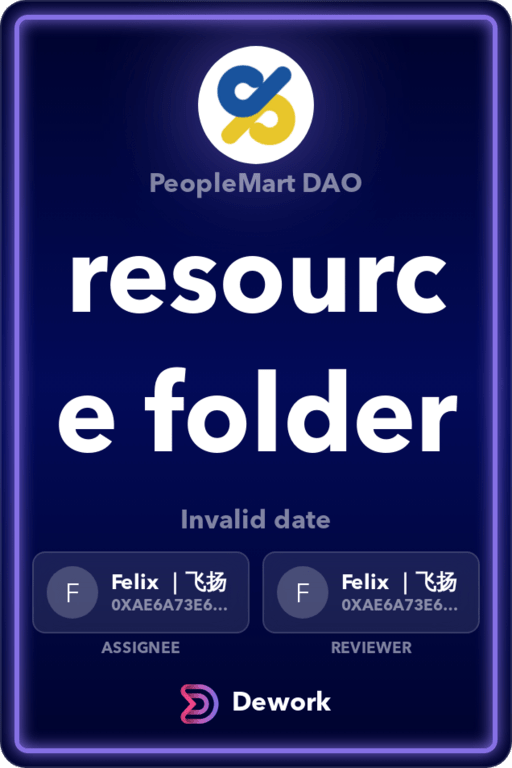 PeopleMart DAO
resourc
e folder
Invalid date
F
Felix ｜飞扬
0XAE6A73E6...
ASSIGNEE
F
Felix ｜飞扬
0XAE6A73E6...
REVIEWER
Dework